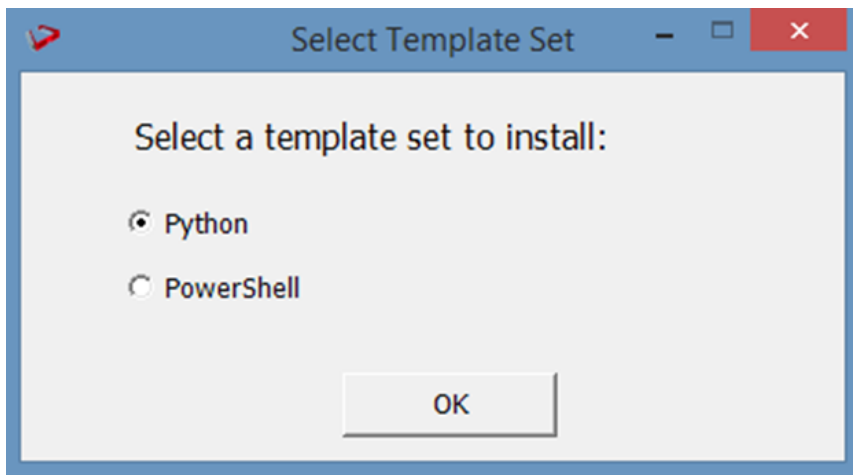 Select Template Set
Select a template set to install:
Python
PowerShell
OK